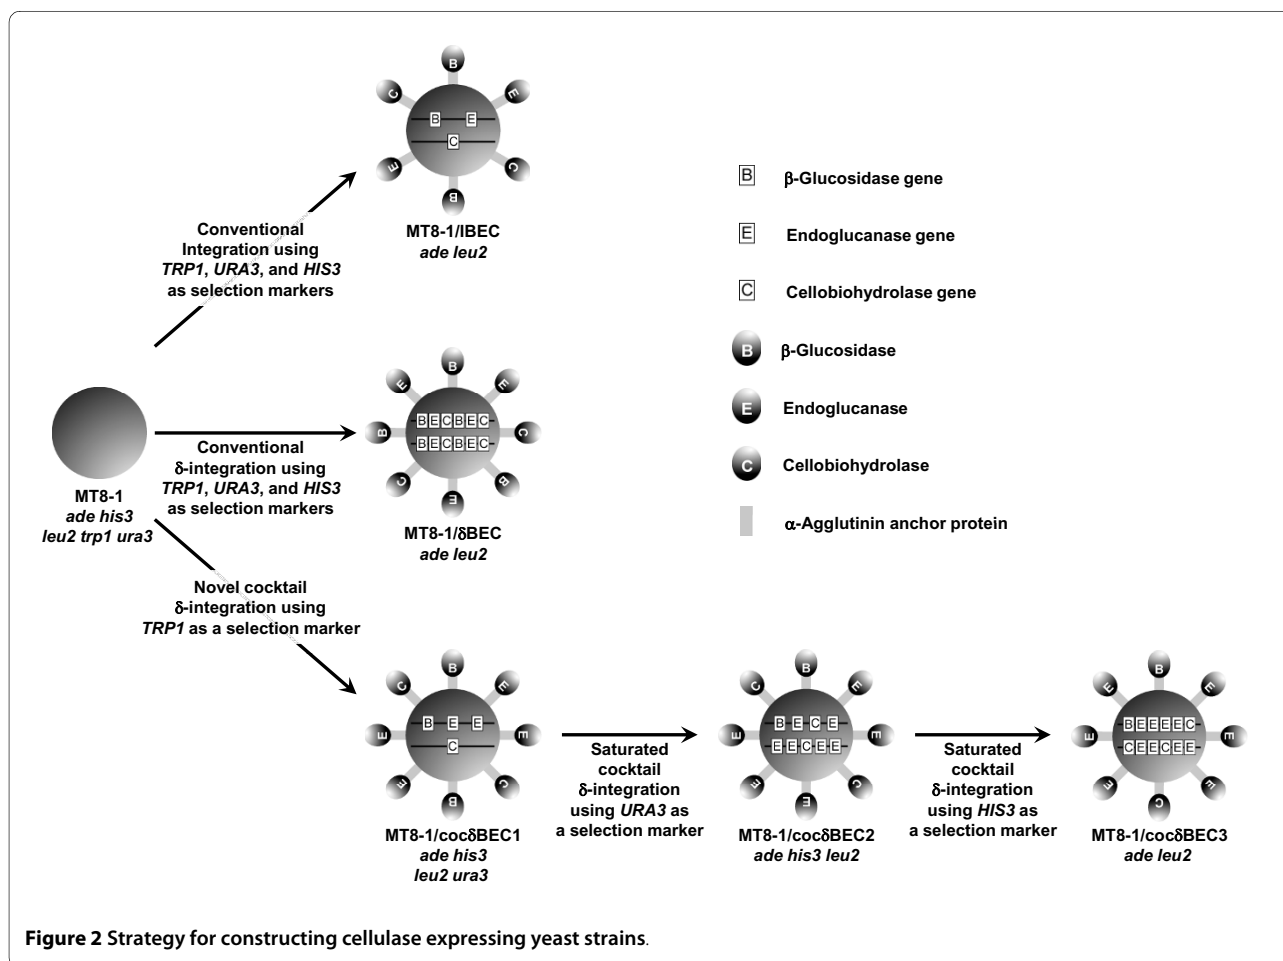 B
E
C
E
C
B
B E
C
MT8-1/IBEC
ade leu2
Conventional
Integration using
TRP1, URA3, and HIS3
as selection markers
B β-Glucosidase gene
E Endoglucanase gene
C Cellobiohydrolase gene
B β-Glucosidase
E Endoglucanase
C Cellobiohydrolase
α-Agglutinin anchor protein
MT8-1
ade his3
leu2 trp1 ura3
Conventional
δ-integration using
TRP1, URA3, and HIS3
as selection markers
B
E
C
B
E
C
B
E
BECBEC
BECBEC
MT8-1/δBEC
ade leu2
Novel cocktail
δ-integration using
TRP1 as a selection marker
B
E
E
C
B
E
E
C
B E E
C
MT8-1/cocδBEC1
ade his3
leu2 ura3
Saturated
cocktail
δ-integration
using URA3 as
a selection marker
B
E
E
C
E
E
E
C
B E C E
E E C E E
MT8-1/cocδBEC2
ade his3 leu2
Saturated
cocktail
δ-integration
using HIS3 as
a selection marker
B
E
E
E
C
E
E
E
BEEEEC
CEECEE
MT8-1/cocδBEC3
ade leu2
Figure 2 Strategy for constructing cellulase expressing yeast strains.